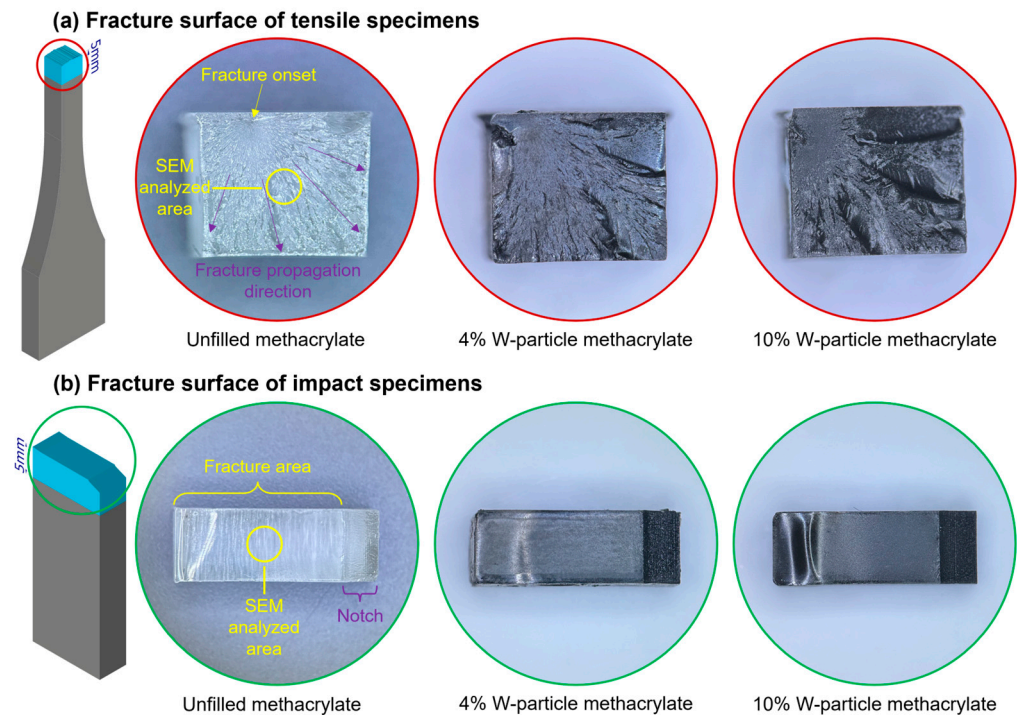 (a) Fracture surface of tensile specimens
5mm
Fracture onset
SEM
analyzed
area
Fracture propagation
direction
Unfilled methacrylate
4% W-particle methacrylate
10% W-particle methacrylate
(b) Fracture surface of impact specimens
5mm
Fracture area
SEM
analyzed
area
Notch
Unfilled methacrylate
4% W-particle methacrylate
10% W-particle methacrylate